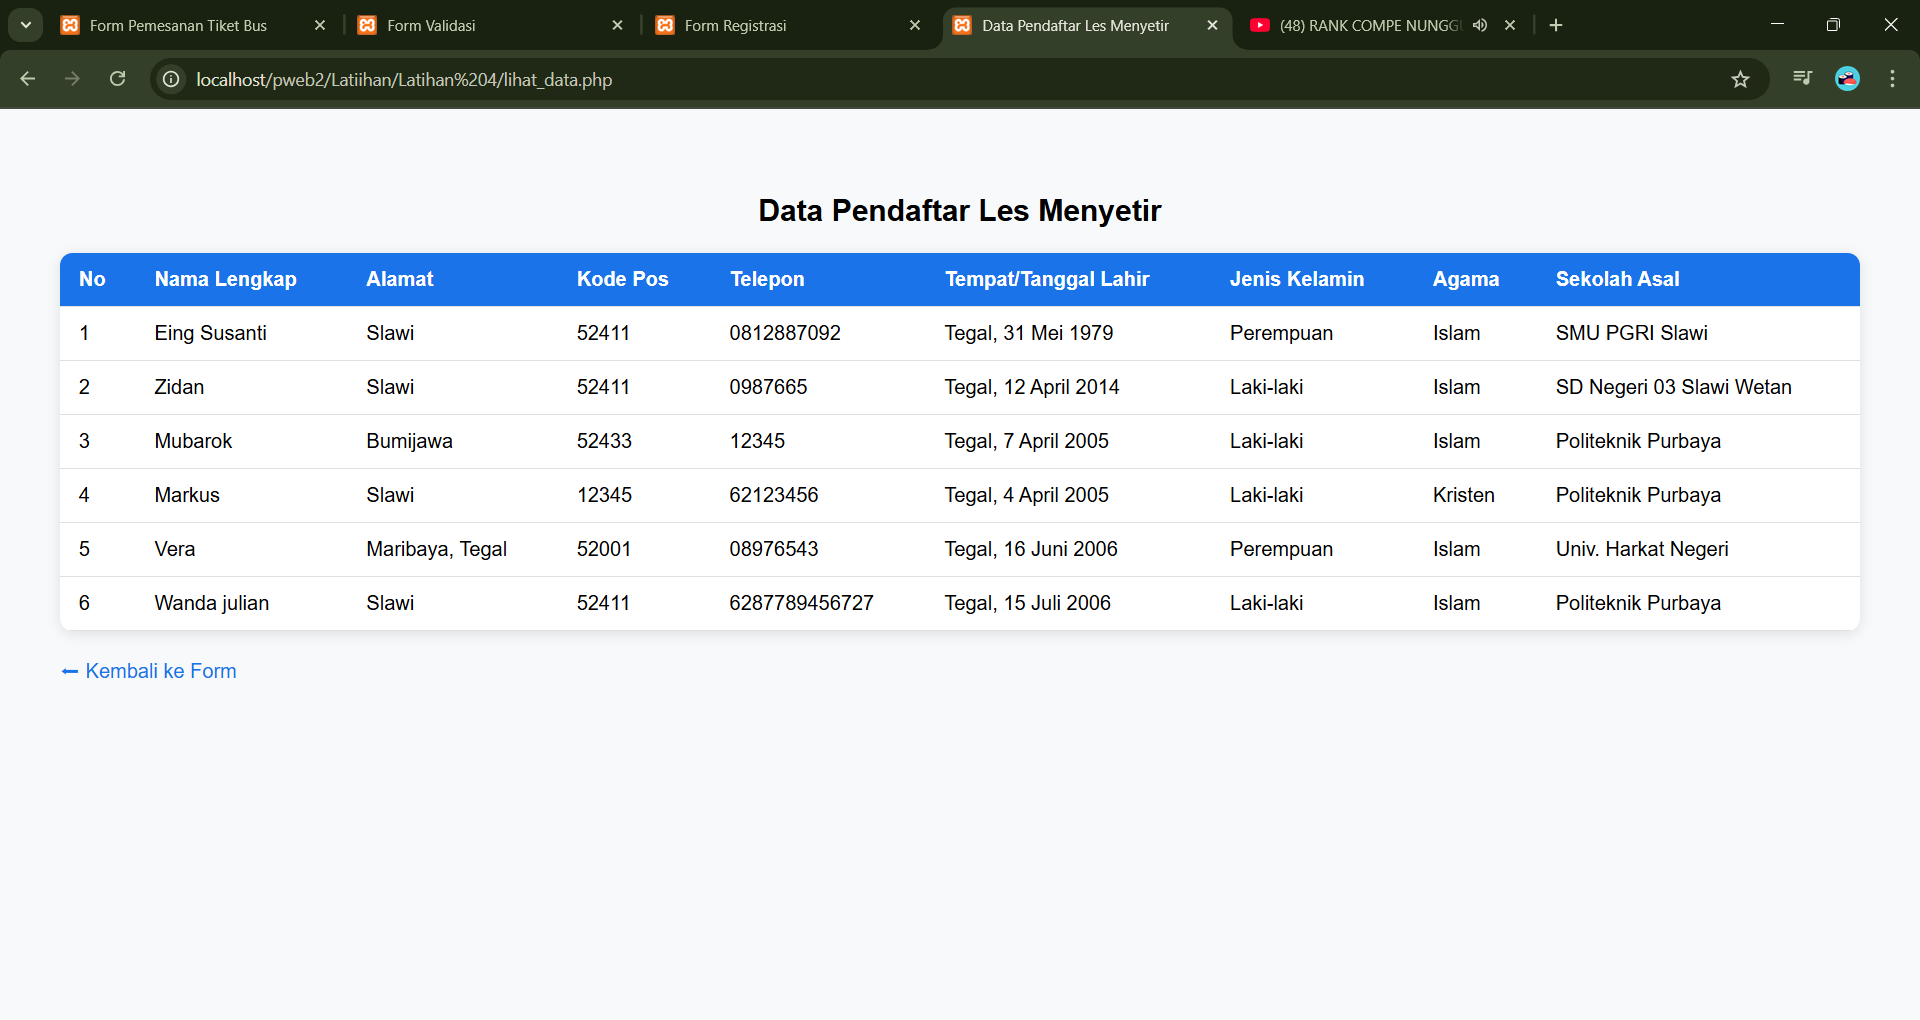 Form Pemesanan Tiket Bus
Form Validasi
Form Registrasi
Data Pendaftar Les Menyetir
(48) RANK COMPE
localhost/pweb2/Latiihan/Latihan%204/lihat_data.php
Data Pendaftar Les Menyetir
No Nama Lengkap Alamat Kode Pos Telepon Tempat/Tanggal Lahir Jenis Kelamin Agama Sekolah Asal
1 Eing Susanti Slawi 52411 0812887092 Tegal, 31 Mei 1979 Perempuan Islam SMU PGRI Slawi
2 Zidan Slawi 52411 0987665 Tegal, 12 April 2014 Laki-laki Islam SD Negeri 03 Slawi Wetan
3 Mubarok Bumijawa 52433 12345 Tegal, 7 April 2005 Laki-laki Islam Politeknik Purbaya
4 Markus Slawi 12345 62123456 Tegal, 4 April 2005 Laki-laki Kristen Politeknik Purbaya
5 Vera Maribaya, Tegal 52001 08976543 Tegal, 16 Juni 2006 Perempuan Islam Univ. Harkat Negeri
6 Wanda julian Slawi 52411 6287789456727 Tegal, 15 Juli 2006 Laki-laki Islam Politeknik Purbaya
← Kembali ke Form